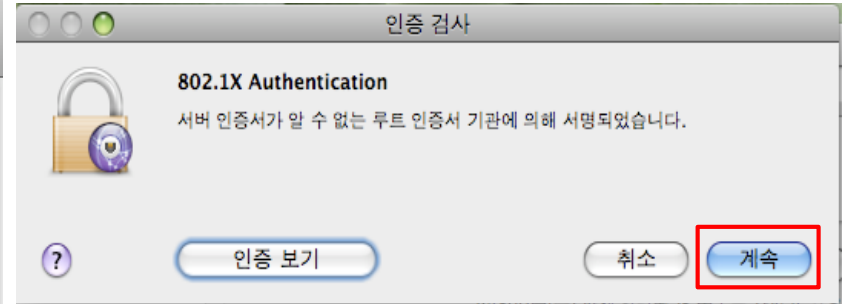 인증 검사
802.1X Authentication
서버 인증서가 알 수 없는 루트 인증서 기관에 의해 서명되었습니다.
?
인증 보기
취소
계속